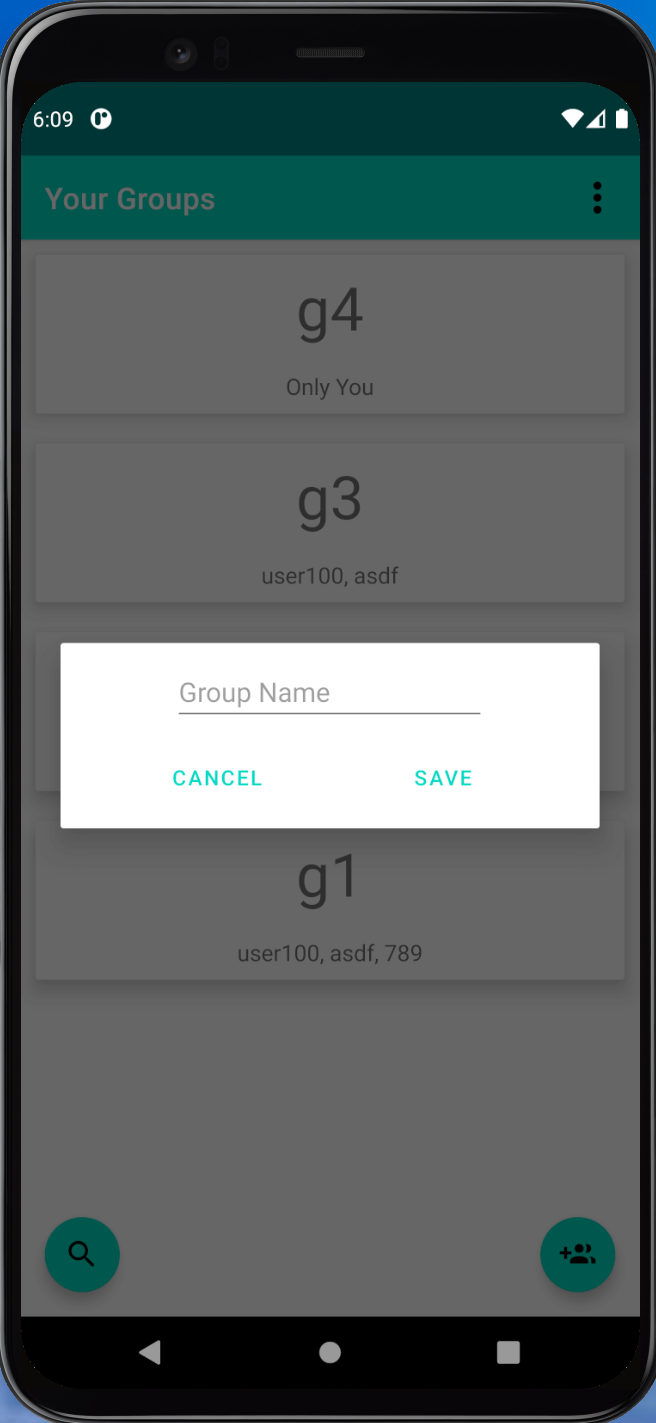 6:09
Your Groups
g4
Only You
g3
user100, asdf
Group Name
CANCEL SAVE
g1
user100, asdf, 789